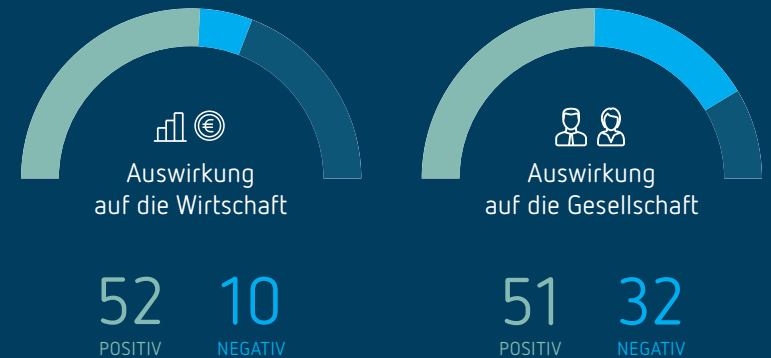 €
Auswirkung
auf die Wirtschaft
52 10
POSITIV NEGATIV
Auswirkung
auf die Gesellschaft
51 32
POSITIV NEGATIV